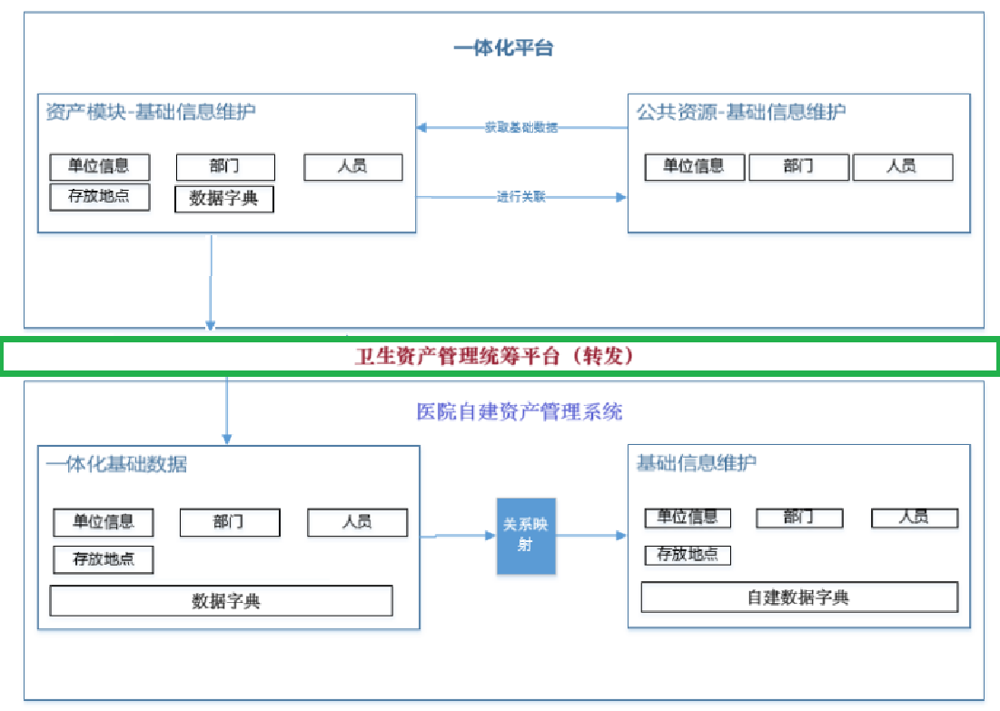 一体化平台
资产模块-基础信息维护
单位信息
部门
人员
存放地点
数据字典
获取基础数据
进行关联
公共资源-基础信息维护
单位信息
部门
人员
卫生资产管理统筹平台（转发）
医院自建资产管理系统
一体化基础数据
单位信息
部门
人员
存放地点
数据字典
关系映
射
基础信息维护
单位信息
部门
人员
存放地点
自建数据字典